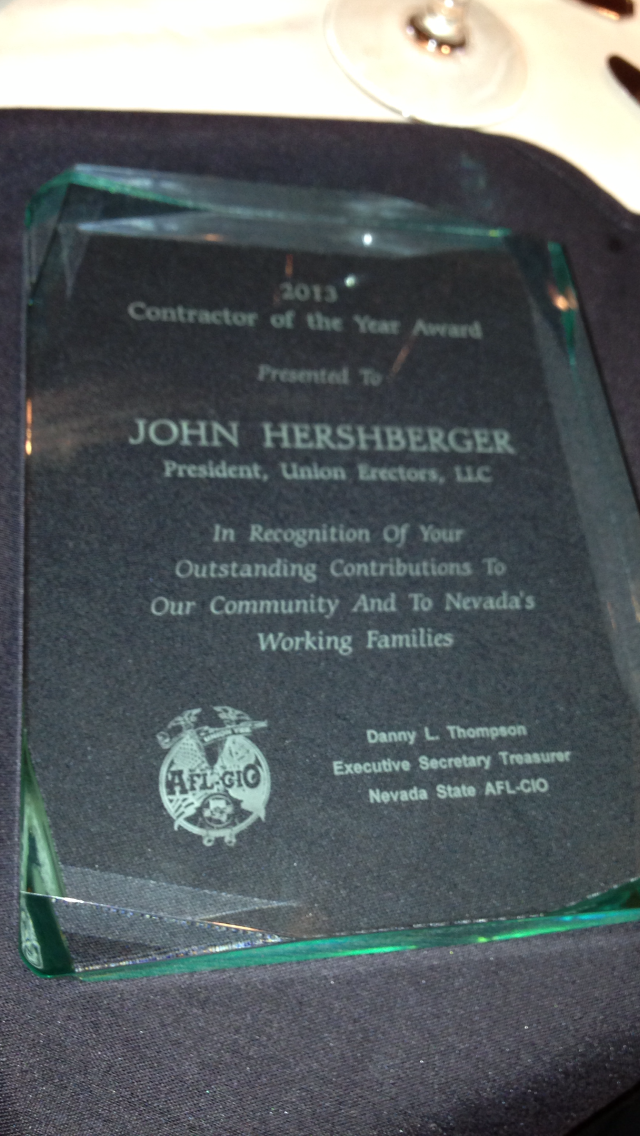 2013
Contractor of the Year Award
Presented To
JOHN HERSHBERGER
President, Union Erectors, LLC
In Recognition Of Your
Outstanding Contributions To
Our Community And To Nevada's
Working Families
AFL-CIO
Danny L. Thompson
Executive Secretary Treasurer
Nevada State AFL-CIO